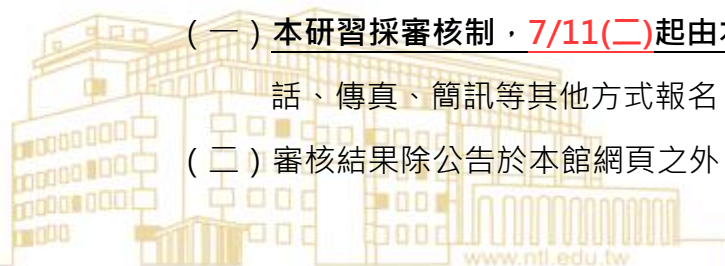 (一)本研習採審核制，7/11(二)起由
話、傳真、簡訊等其他方式報名
(二)審核結果除公告於本館網頁之外
www.ntl.edu.tw